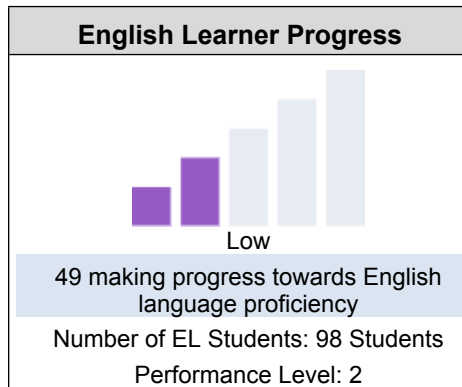 English Learner Progress
Low
49 making progress towards English
language proficiency
Number of EL Students: 98 Students
Performance Level: 2